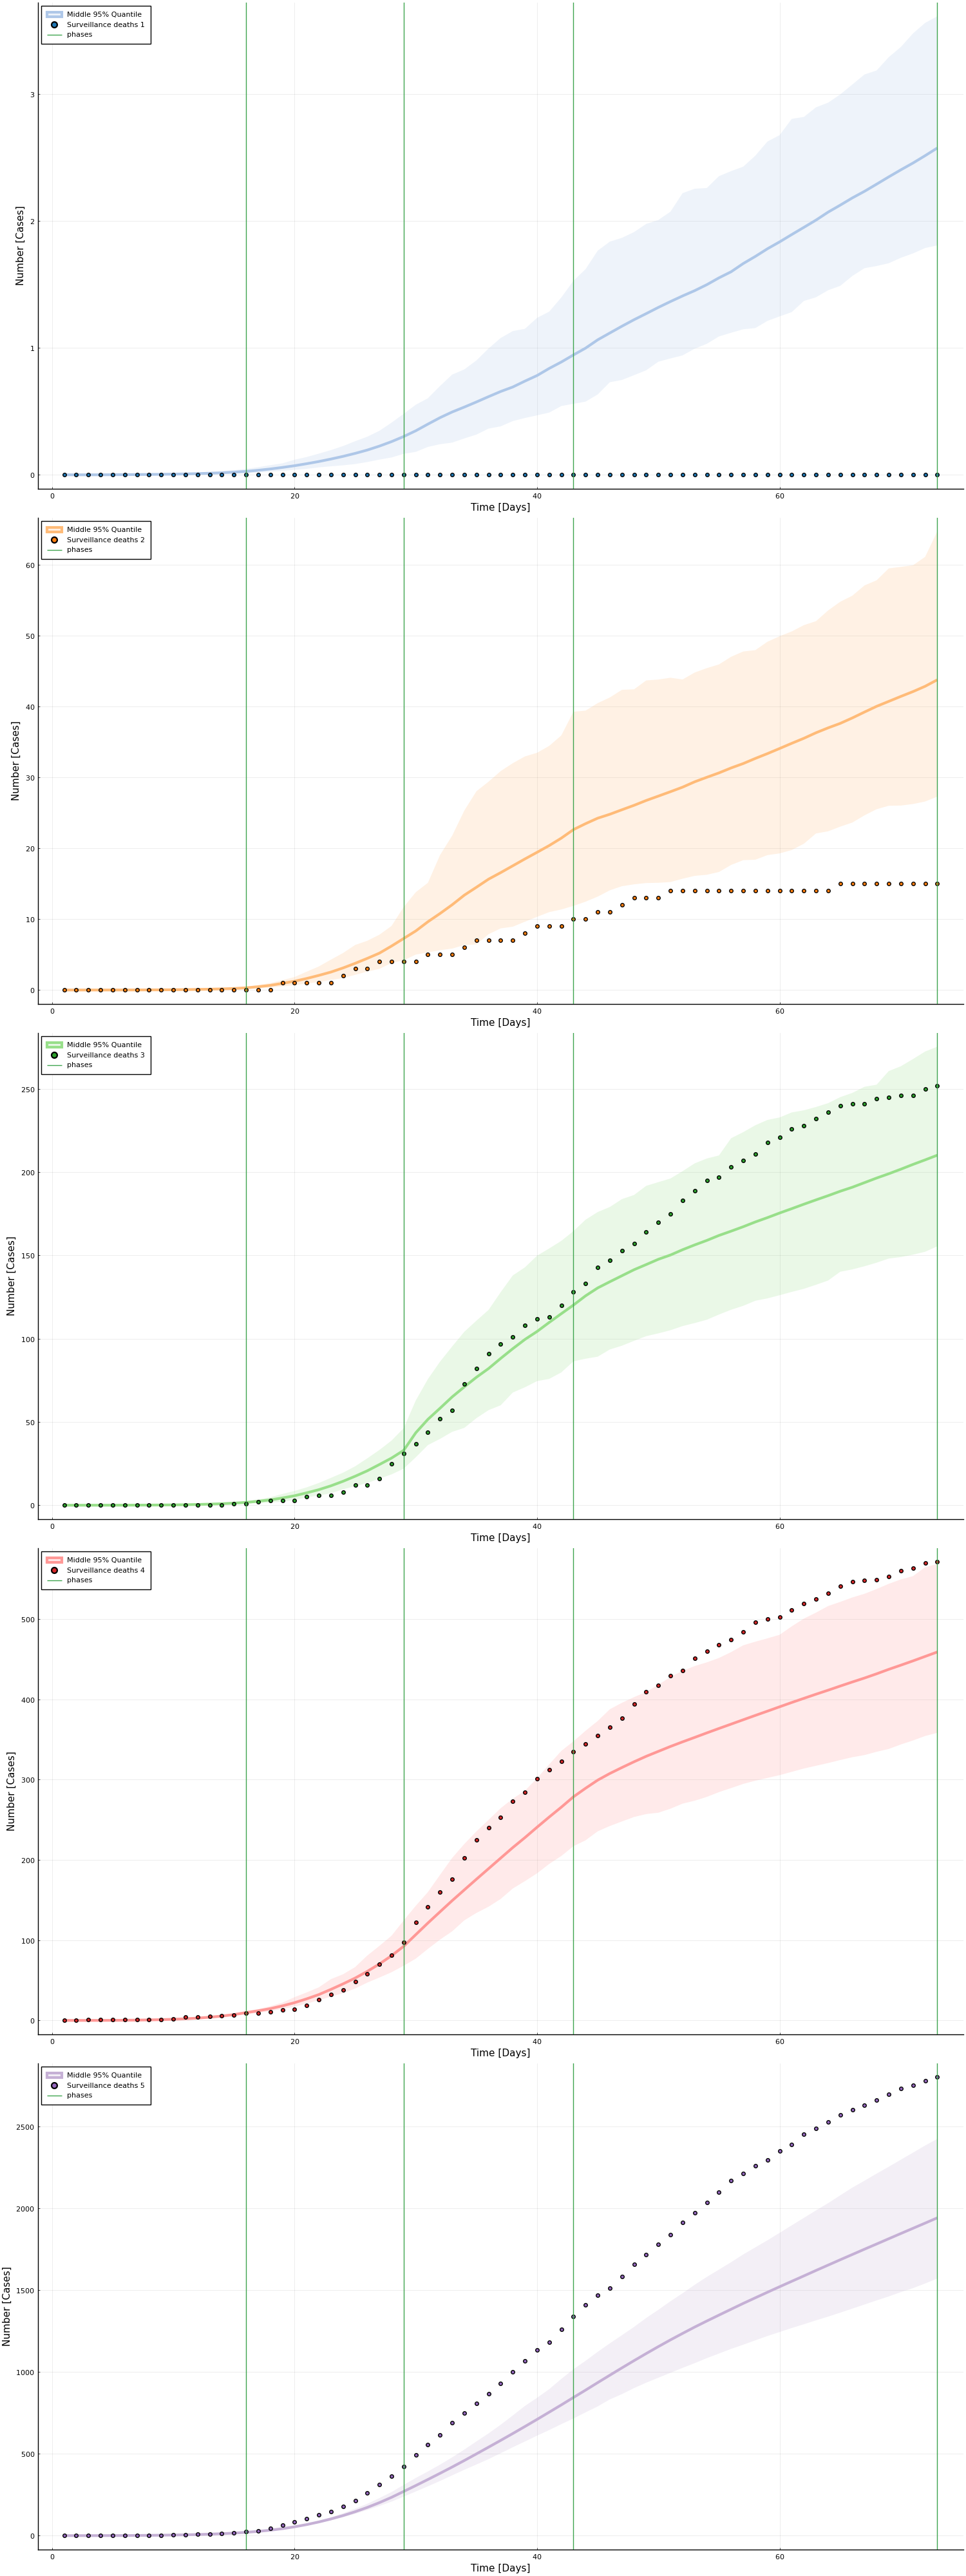 Middle 95% Quantile
Surveillance deaths 1
phases
3
2
1
0
Number [Cases]
0 20 40 60
Time [Days]
Middle 95% Quantile
Surveillance deaths 2
phases
60
50
40
30
20
10
0
Number [Cases]
0 20 40 60
Time [Days]
Middle 95% Quantile
Surveillance deaths 3
phases
250
200
150
100
50
0
Number [Cases]
0 20 40 60
Time [Days]
Middle 95% Quantile
Surveillance deaths 4
phases
500
400
300
200
100
0
Number [Cases]
0 20 40 60
Time [Days]
Middle 95% Quantile
Surveillance deaths 5
phases
2500
2000
1500
1000
500
0
Number [Cases]
0 20 40 60
Time [Days]